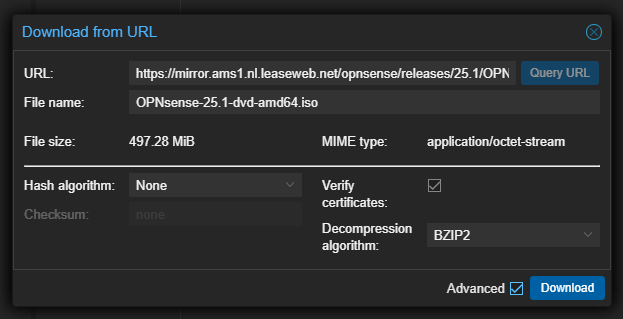 Download from URL
URL: https://mirror.ams1.nl.leaseweb.net/opnsense/releases/25.1/OPN Query URL
File name: OPNsense-25.1-dvd-amd64.iso
File size: 497.28 MiB MIME type: application/octet-stream
Hash algorithm: None Verify
certificates:
Checksum: none
Decompression
algorithm: BZIP2
Advanced Download